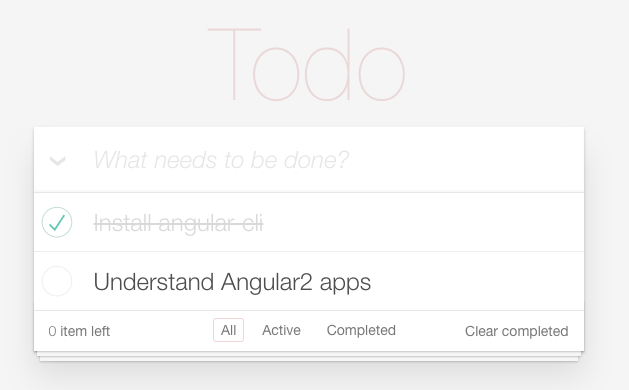 Todo
What needs to be done?
Install angular-cli
Understand Angular2 apps
0 item left All Active Completed Clear completed